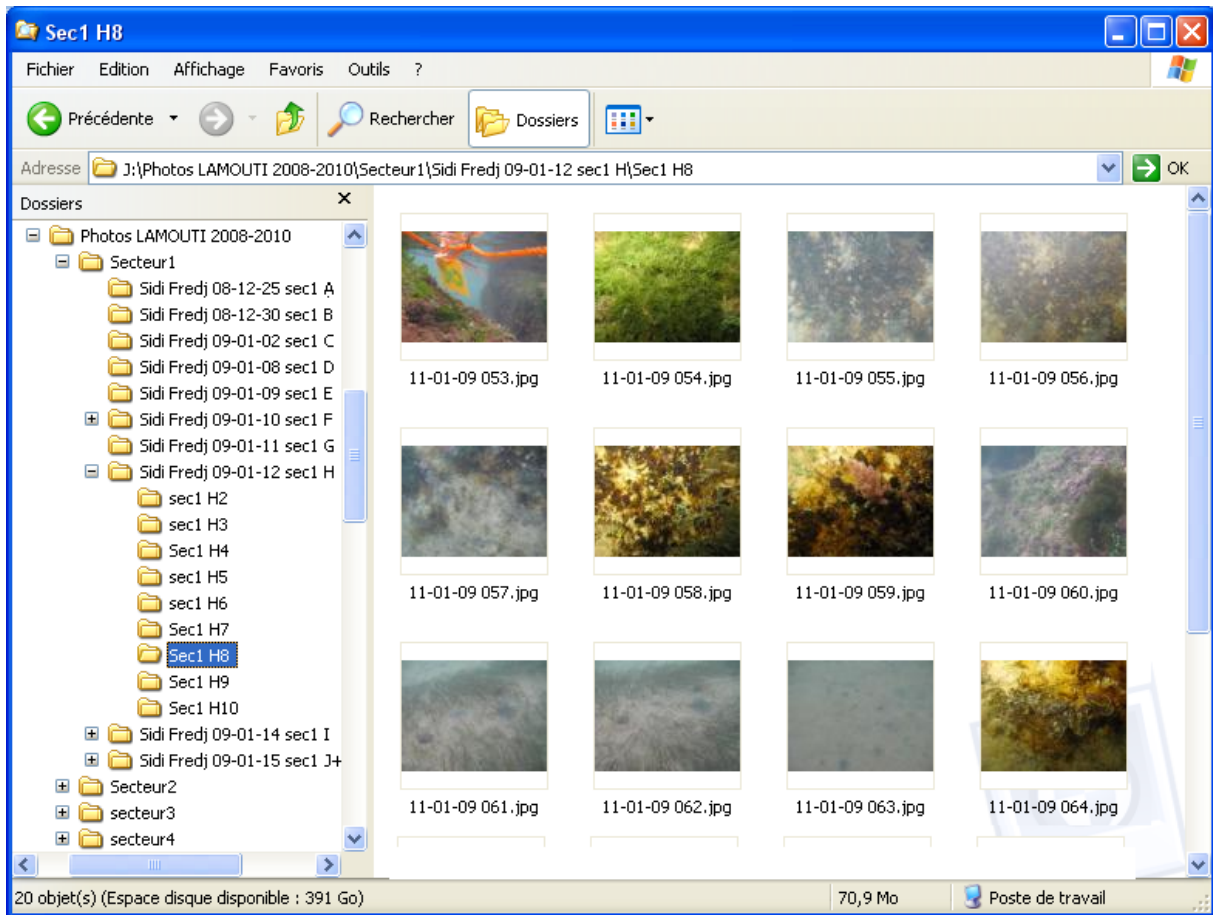 Sec1 H8
Fichier Edition Affichage Favoris Outils ?
Précédente Rechercher Dossiers
Adresse J:\Photos LAMOUTI 2008-2010\Secteur1\Sidi Fredj 09-01-12 sec1 H\Sec1 H8 OK
Dossiers
Photos LAMOUTI 2008-2010
Secteur1
Sidi Fredj 08-12-25 sec1 A
Sidi Fredj 08-12-30 sec1 B
Sidi Fredj 09-01-02 sec1 C
Sidi Fredj 09-01-08 sec1 D
Sidi Fredj 09-01-09 sec1 E
Sidi Fredj 09-01-10 sec1 F
Sidi Fredj 09-01-11 sec1 G
Sidi Fredj 09-01-12 sec1 H
sec1 H2
sec1 H3
Sec1 H4
sec1 H5
sec1 H6
Sec1 H7
Sec1 H8
Sec1 H9
Sec1 H10
Sidi Fredj 09-01-14 sec1 I
Sidi Fredj 09-01-15 sec1 J+
Secteur2
secteur3
secteur4
11-01-09 053.jpg 11-01-09 054.jpg 11-01-09 055.jpg 11-01-09 056.jpg
11-01-09 057.jpg 11-01-09 058.jpg 11-01-09 059.jpg 11-01-09 060.jpg
11-01-09 061.jpg 11-01-09 062.jpg 11-01-09 063.jpg 11-01-09 064.jpg
20 objet(s) (Espace disque disponible : 391 Go) 70,9 Mo Poste de travail